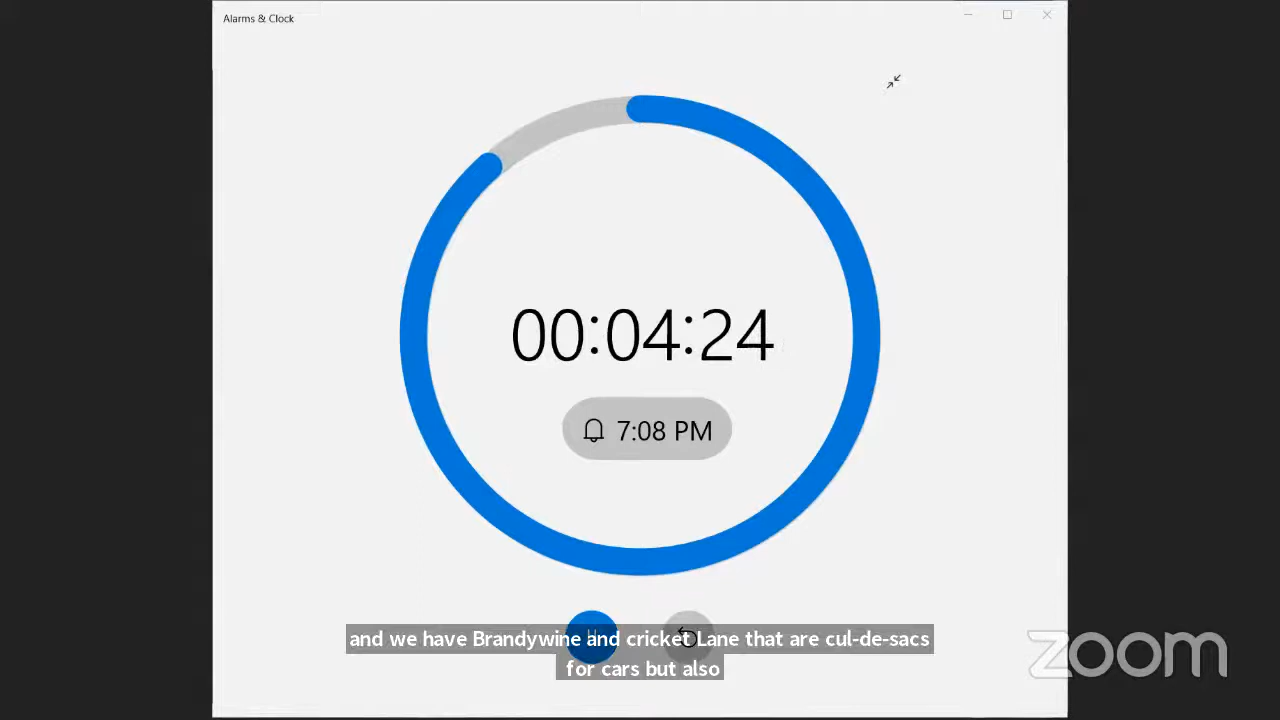 Alarms & Clock
00:04:24
7:08 PM
and we have Brandywine and cricket Lane that are cul-de-sacs
for cars but also
zoom